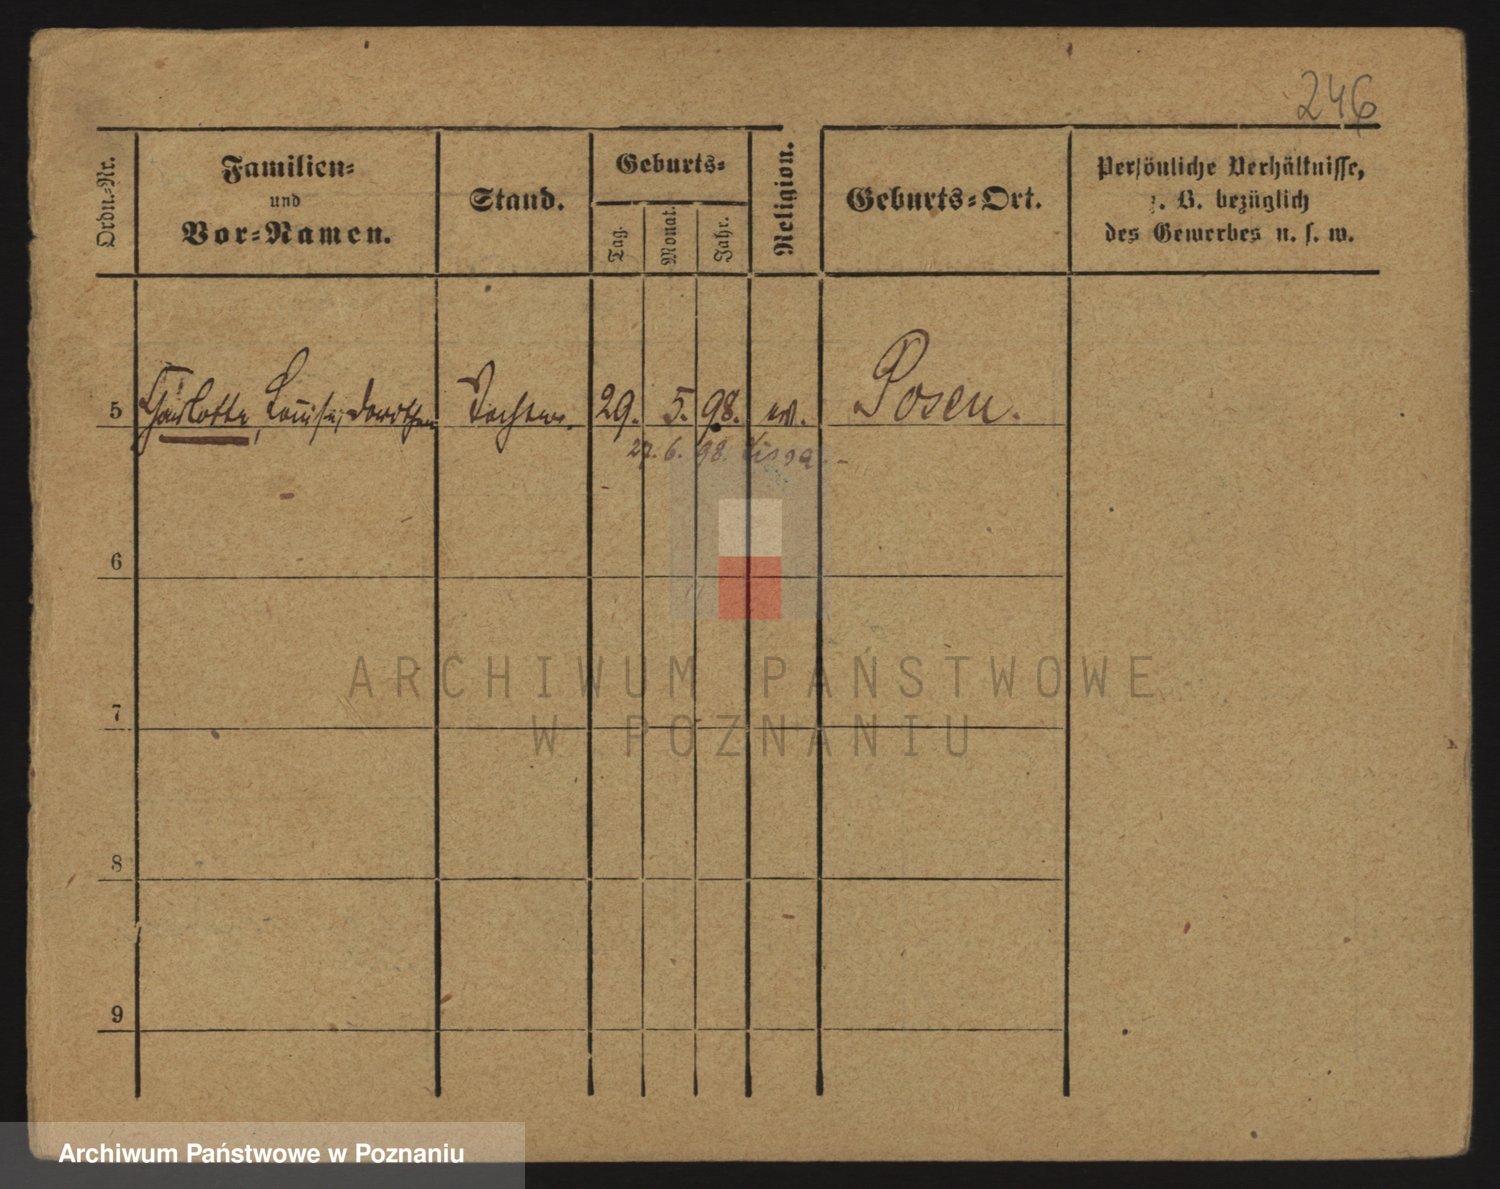 246
Ordn.-Nr.
Familien-
und
Vor-Namen.
Stand.
Geburts-
Tag.
Monat.
Jahr.
Religion.
Geburts-Ort.
Persönliche Verhältnisse,
z. B. bezüglich
des Gewerbes u. s. w.
5 Charlotte, Louise, Dorothea Tochter. 29. 5. 98. ev. Posen.
27. 6. 98. Lissa.-
6
7
8
9
ARCHIWUM PAŃSTWOWE
W POZNANIU
Archiwum Państwowe w Poznaniu